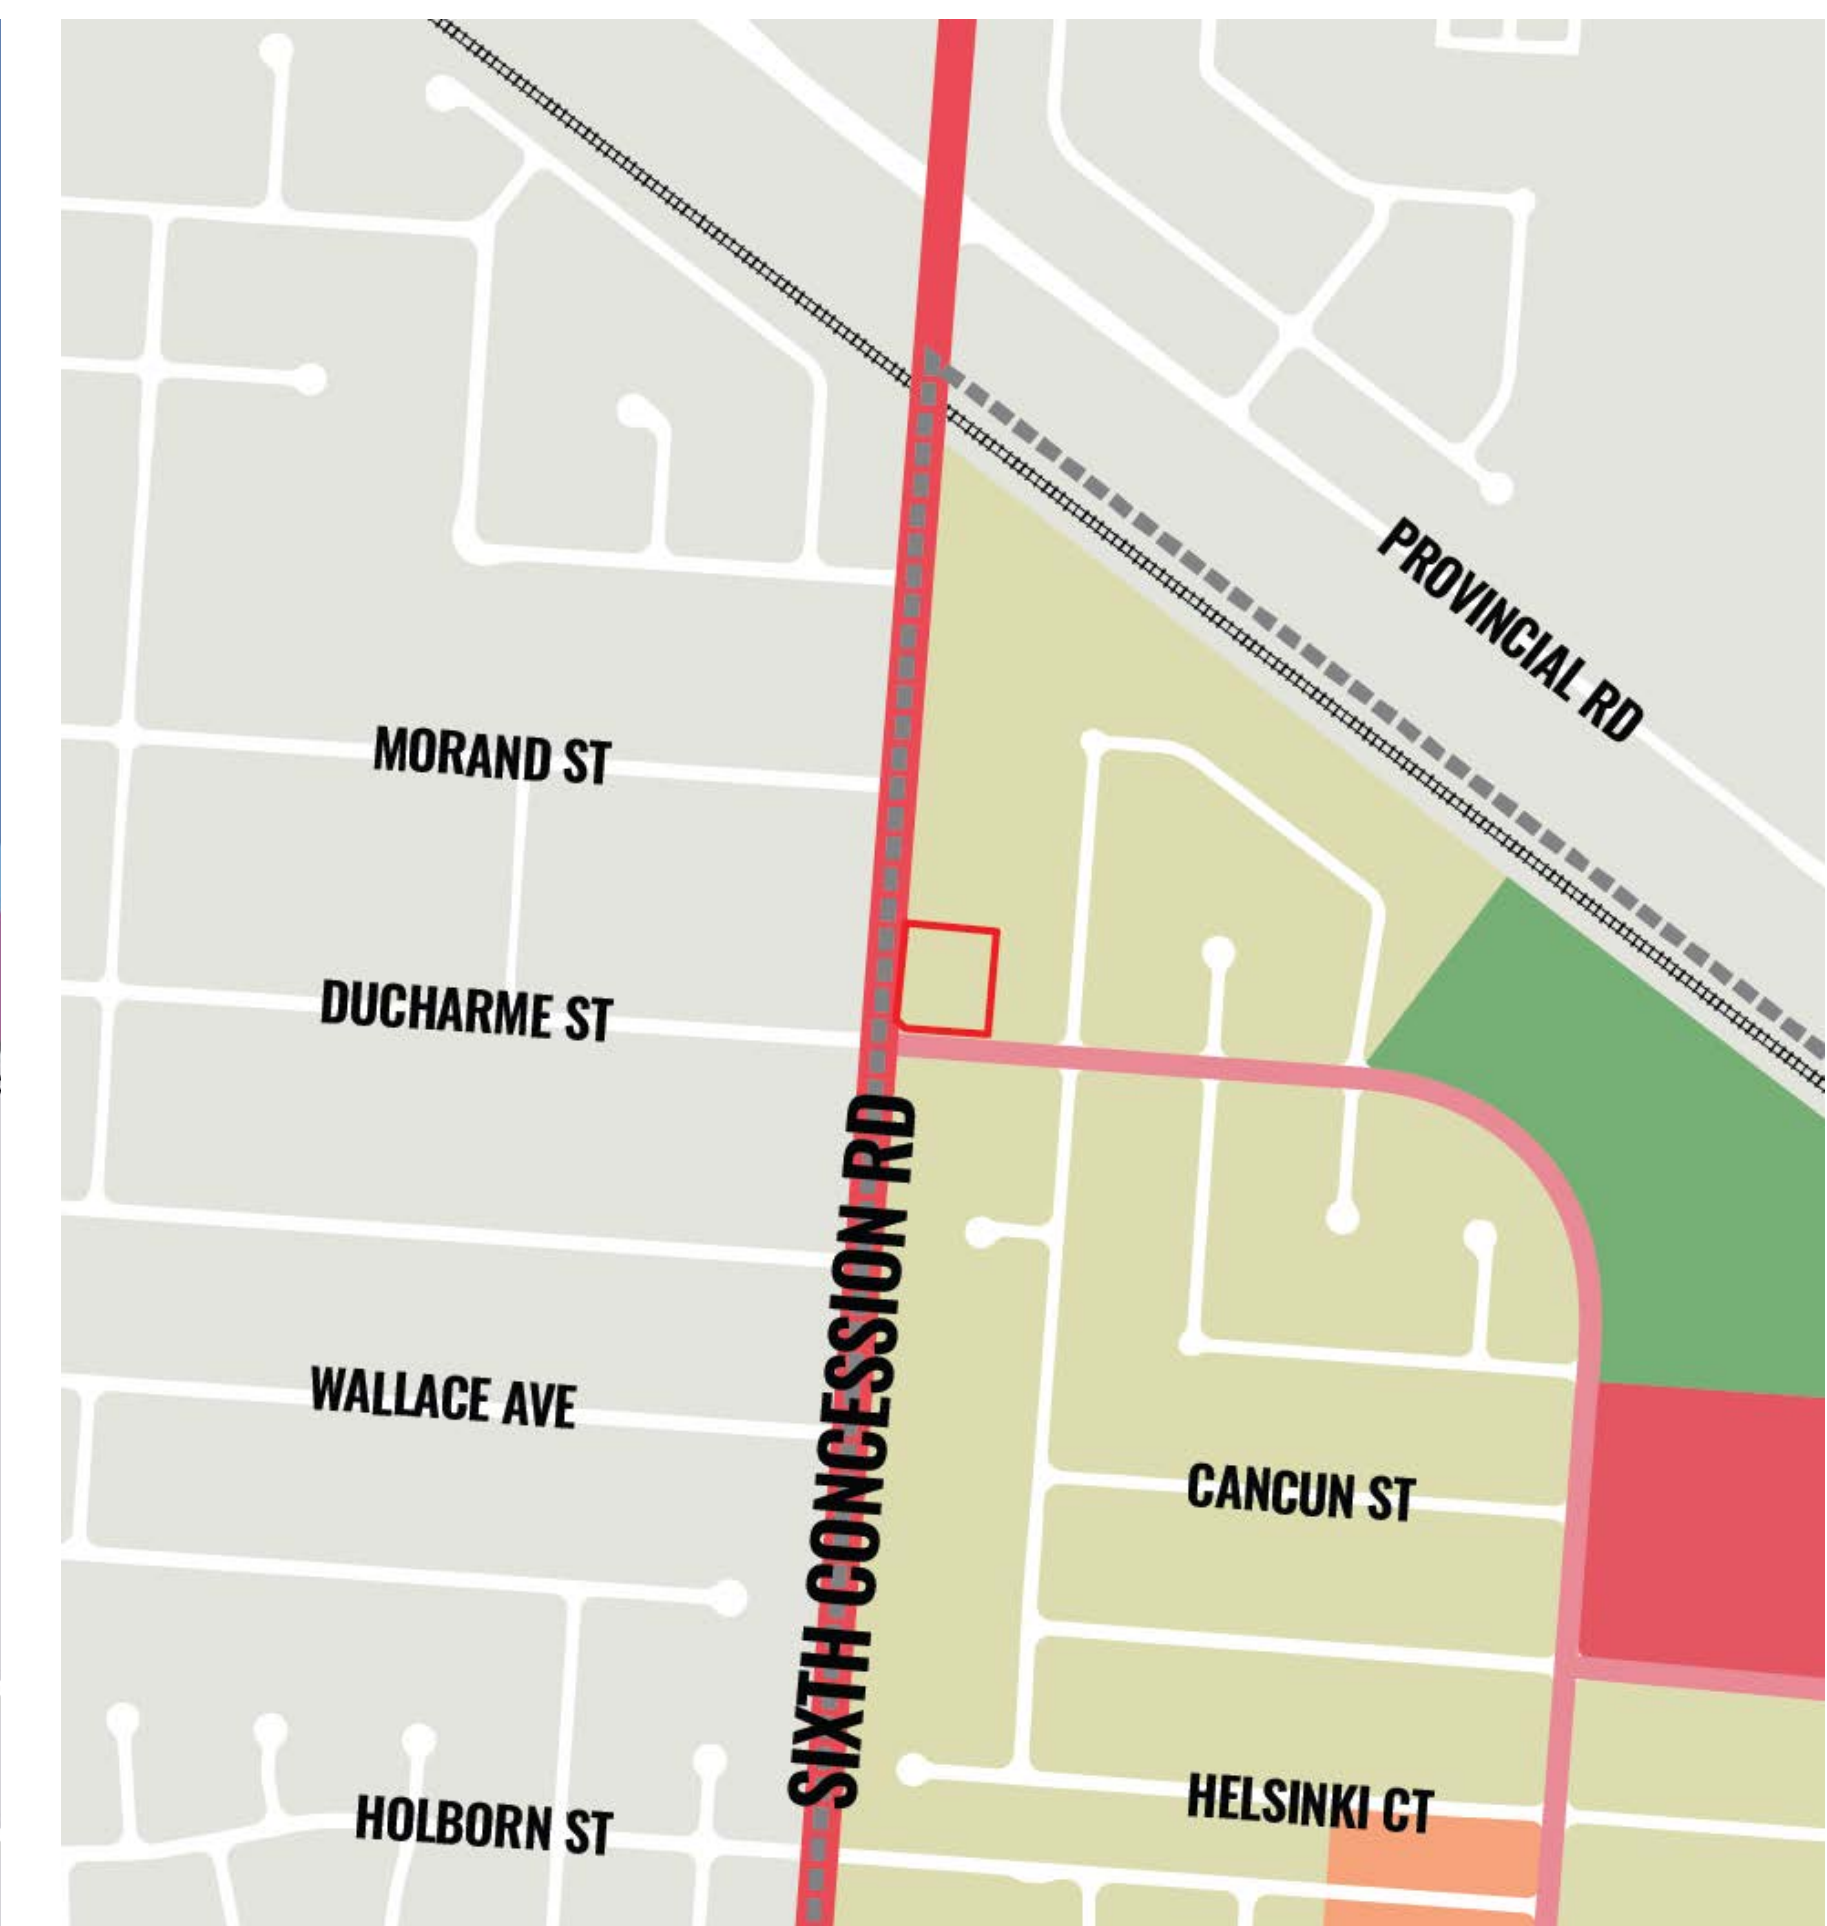 PROVINCIAL RD
MORAND ST
DUCHARME ST
SIXTH CONCESSION RD
WALLACE AVE
CANCUN ST
HELSINKI CT
HOLBORN ST